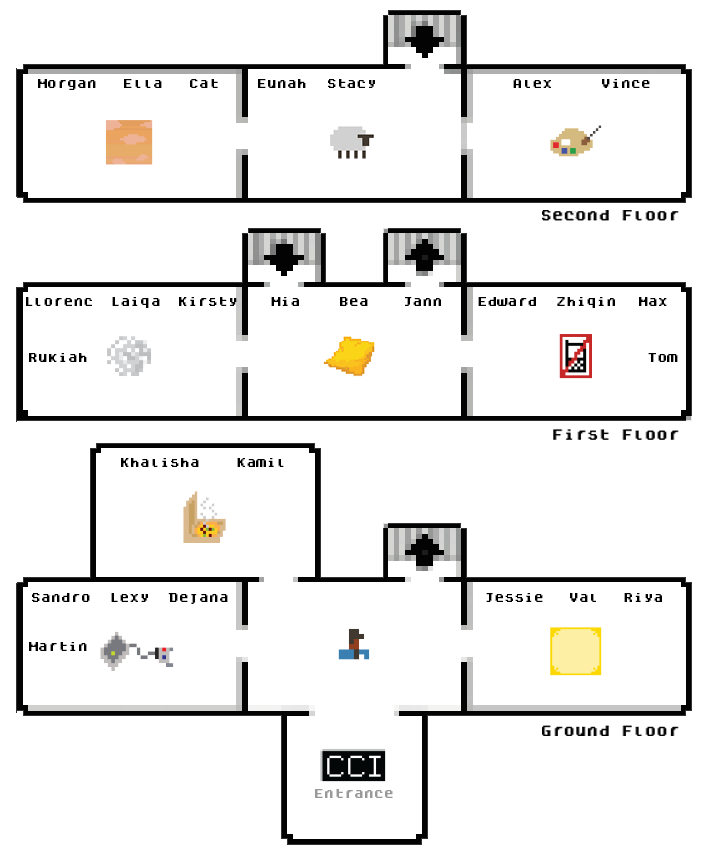 Morgan Ella Cat Eunah Stacy Alex Vince
Second Floor
Llorenc Laiqa Kirsty Mia Bea Jann Edward Zhiqin Max
Rukiah Tom
First Floor
Khalisha Kamil
Sandro Lexy Dejana Jessie Val Riya
Martin
Ground Floor
CCI
Entrance